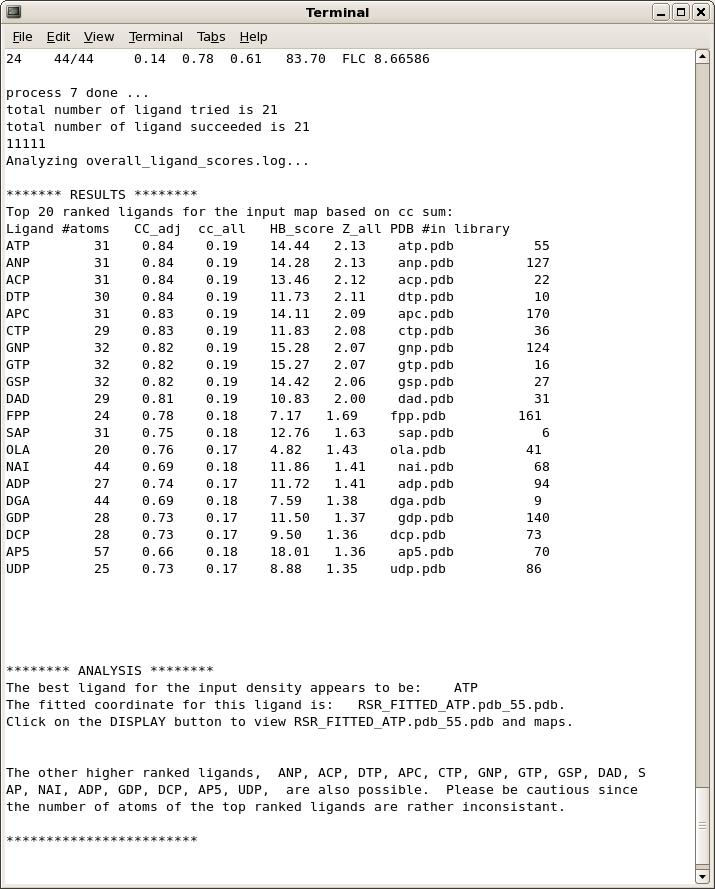 Terminal
File Edit View Terminal Tabs Help
24    44/44     0.14  0.78  0.61   83.70  FLC 8.66586
process 7 done ...
total number of ligand tried is 21
total number of ligand succeeded is 21
11111
Analyzing overall_ligand_scores.log...
******* RESULTS ********
Top 20 ranked ligands for the input map based on cc sum:
Ligand #atoms   CC_adj  cc_all   HB_score Z_all PDB #in library
ATP        31    0.84    0.19    14.44   2.13    atp.pdb          55
ANP        31    0.84    0.19    14.28   2.13    anp.pdb         127
ACP        31    0.84    0.19    13.46   2.12    acp.pdb          22
DTP        30    0.84    0.19    11.73   2.11    dtp.pdb          10
APC        31    0.83    0.19    14.11   2.09    apc.pdb         170
CTP        29    0.83    0.19    11.83   2.08    ctp.pdb          36
GNP        32    0.82    0.19    15.28   2.07    gnp.pdb         124
GTP        32    0.82    0.19    15.27   2.07    gtp.pdb          16
GSP        32    0.82    0.19    14.42   2.06    gsp.pdb          27
DAD        29    0.81    0.19    10.83   2.00    dad.pdb          31
FPP        24    0.78    0.18    7.17   1.69    fpp.pdb         161
SAP        31    0.75    0.18    12.76   1.63    sap.pdb           6
OLA        20    0.76    0.17    4.82   1.43    ola.pdb          41
NAI        44    0.69    0.18    11.86   1.41    nai.pdb          68
ADP        27    0.74    0.17    11.72   1.41    adp.pdb          94
DGA        44    0.69    0.18    7.59   1.38    dga.pdb           9
GDP        28    0.73    0.17    11.50   1.37    gdp.pdb         140
DCP        28    0.73    0.17    9.50   1.36    dcp.pdb          73
AP5        57    0.66    0.18    18.01   1.36    ap5.pdb          70
UDP        25    0.73    0.17    8.88   1.35    udp.pdb          86
******** ANALYSIS ********
The best ligand for the input density appears to be:    ATP
The fitted coordinate for this ligand is:   RSR_FITTED_ATP.pdb_55.pdb.
Click on the DISPLAY button to view RSR_FITTED_ATP.pdb_55.pdb and maps.
The other higher ranked ligands,  ANP, ACP, DTP, APC, CTP, GNP, GTP, GSP, DAD, S
AP, NAI, ADP, GDP, DCP, AP5, UDP,  are also possible.  Please be cautious since
the number of atoms of the top ranked ligands are rather inconsistant.
************************